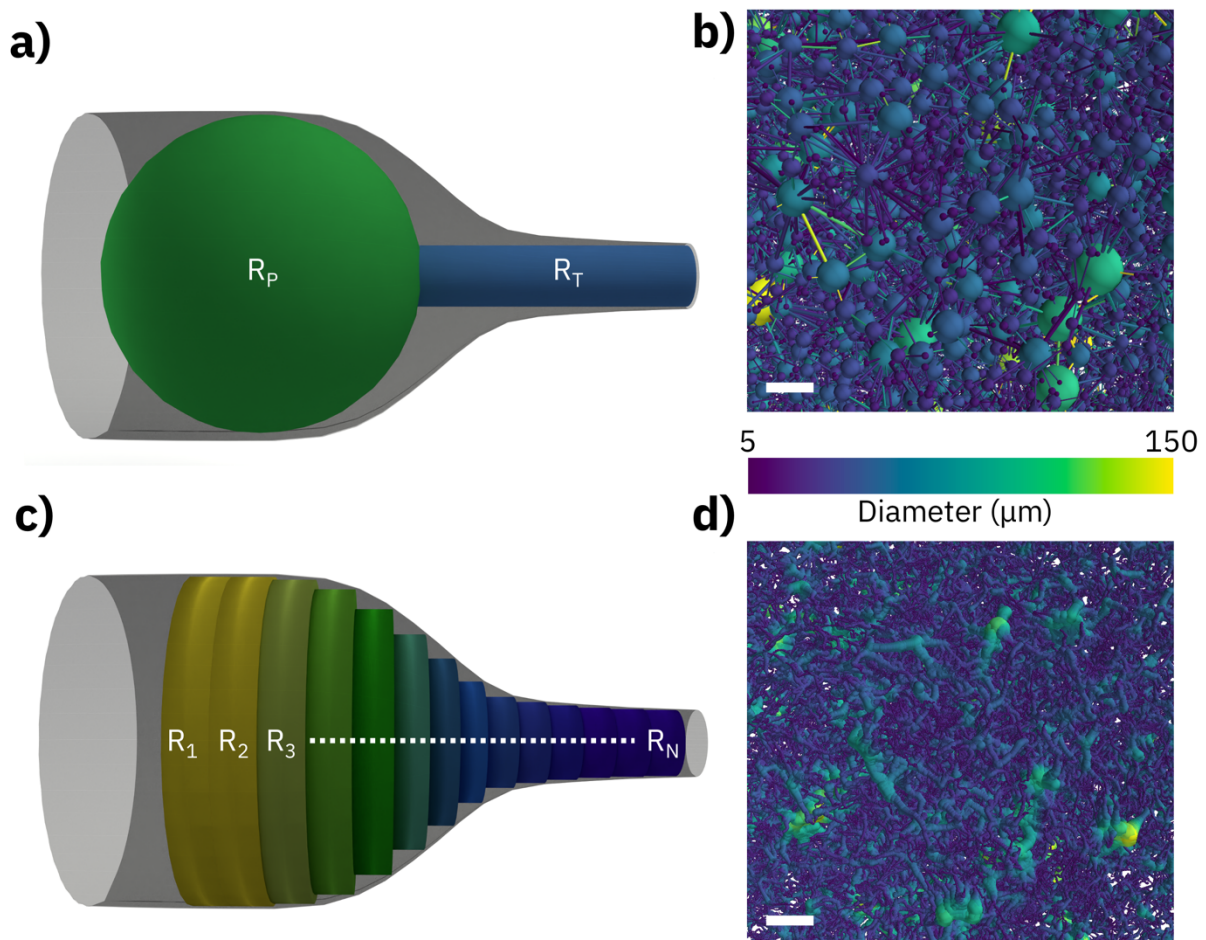 a)
b)
R_P
R_T
5 150
Diameter (μm)
c)
d)
R_1 R_2 R_3 R_N